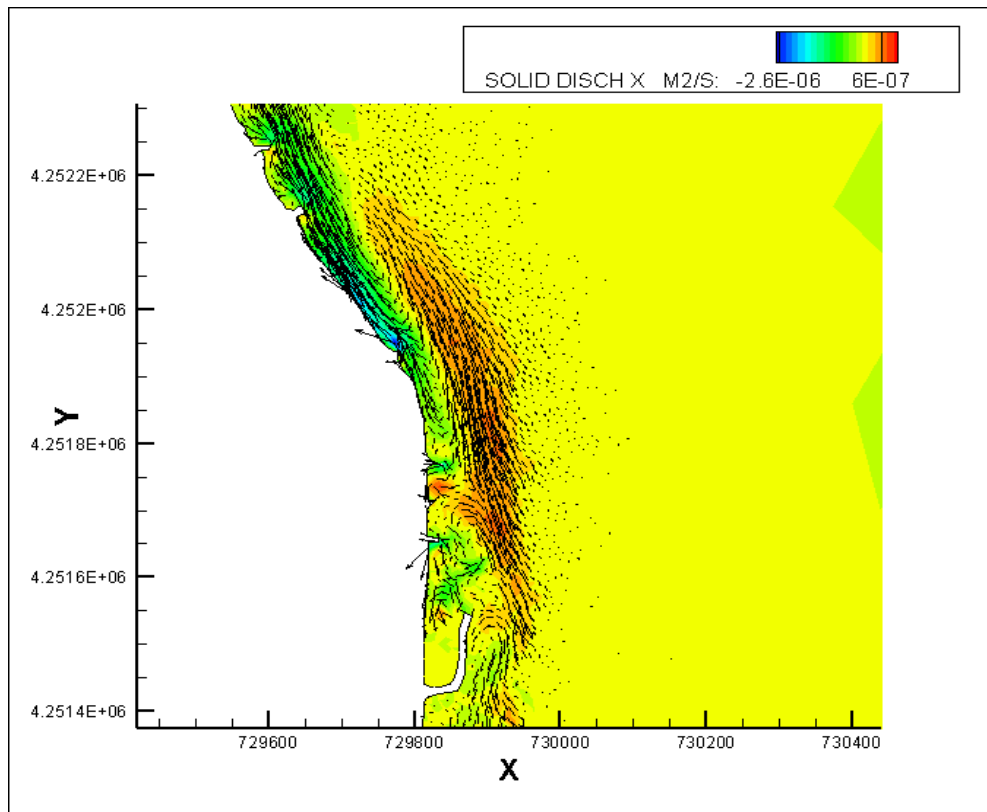 SOLID DISCH X M2/S: -2.6E-06 6E-07
4.2522E+06
4.252E+06
Y
4.2518E+06
4.2516E+06
4.2514E+06
729600 729800 730000 730200 730400
X